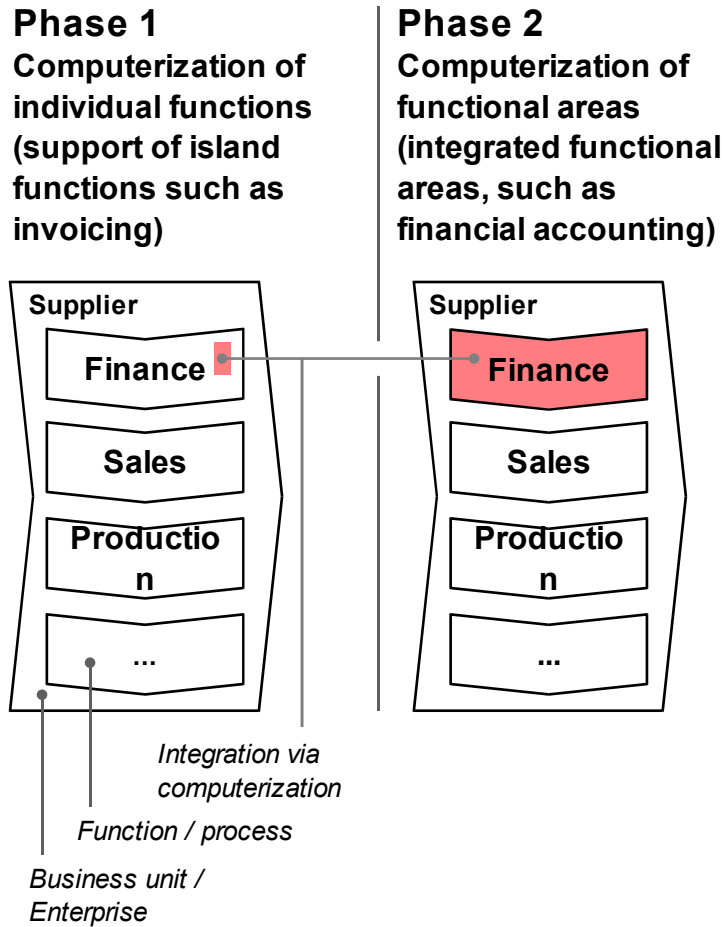 Phase 1
Computerization of
individual functions
(support of island
functions such as
invoicing)
Phase 2
Computerization of
functional areas
(integrated functional
areas, such as
financial accounting)
Supplier
Finance
Sales
Productio
n
...
Supplier
Finance
Sales
Productio
n
...
Integration via
computerization
Function / process
Business unit /
Enterprise